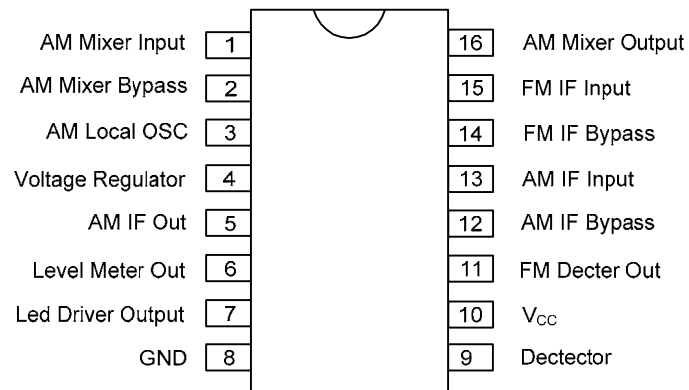 AM Mixer Input 1 16 AM Mixer Output
AM Mixer Bypass 2 15 FM IF Input
AM Local OSC 3 14 FM IF Bypass
Voltage Regulator 4 13 AM IF Input
AM IF Out 5 12 AM IF Bypass
Level Meter Out 6 11 FM Decter Out
Led Driver Output 7 10 VCC
GND 8 9 Dectector